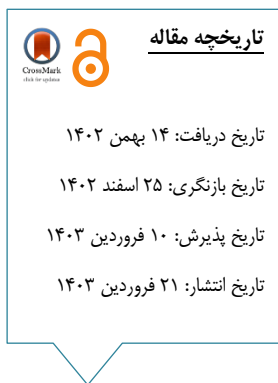 تاریخچه مقاله
CrossMark
click for updates
تاریخ دریافت: ۱۴ بهمن ۱۴۰۲
تاریخ بازنگری: ۲۵ اسفند ۱۴۰۲
تاریخ پذیرش: ۱۰ فروردین ۱۴۰۳
تاریخ انتشار: ۲۱ فروردین ۱۴۰۳